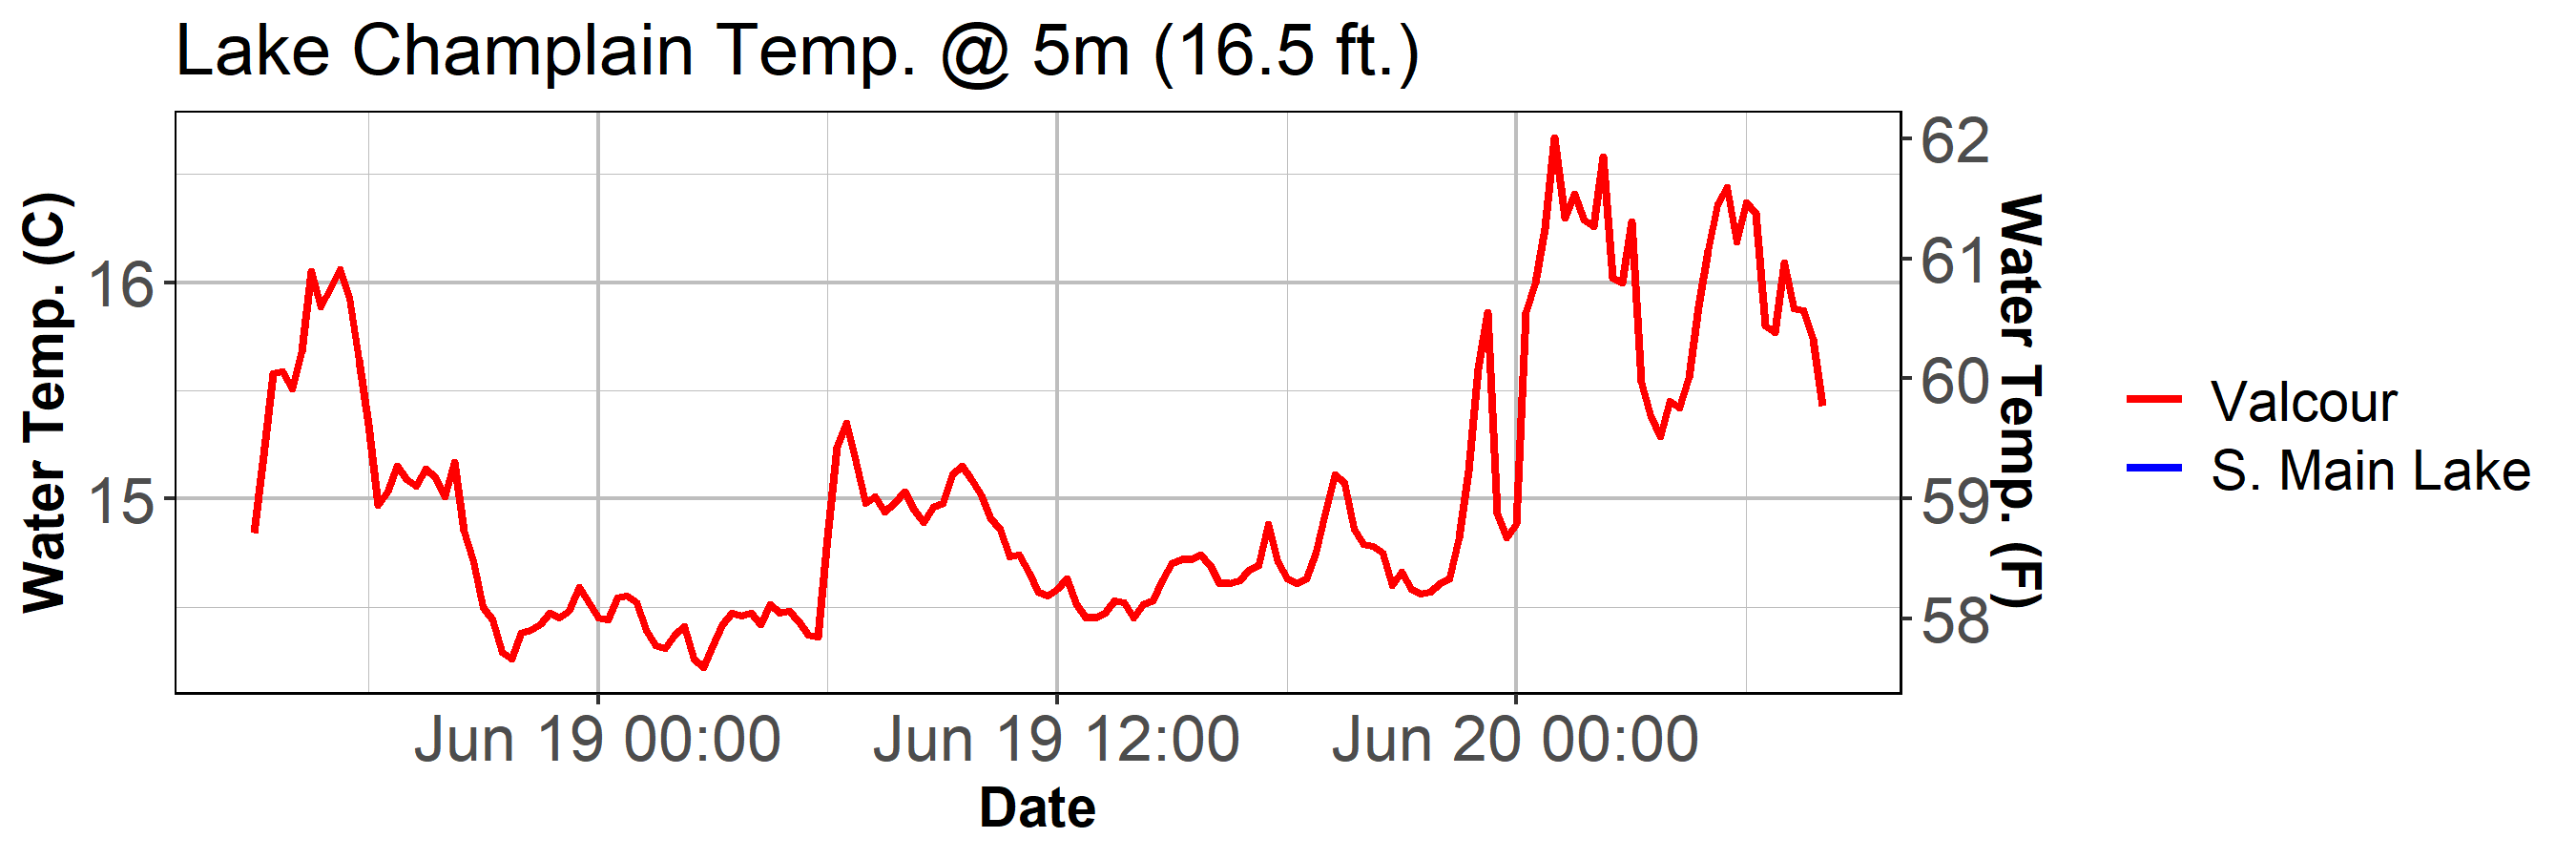 Lake Champlain Temp. @ 5m (16.5 ft.)
Water Temp. (C)
16
15
62
61
60
59
58
Water Temp. (F)
Jun 19 00:00
Jun 19 12:00
Jun 20 00:00
Date
Valcour
S. Main Lake